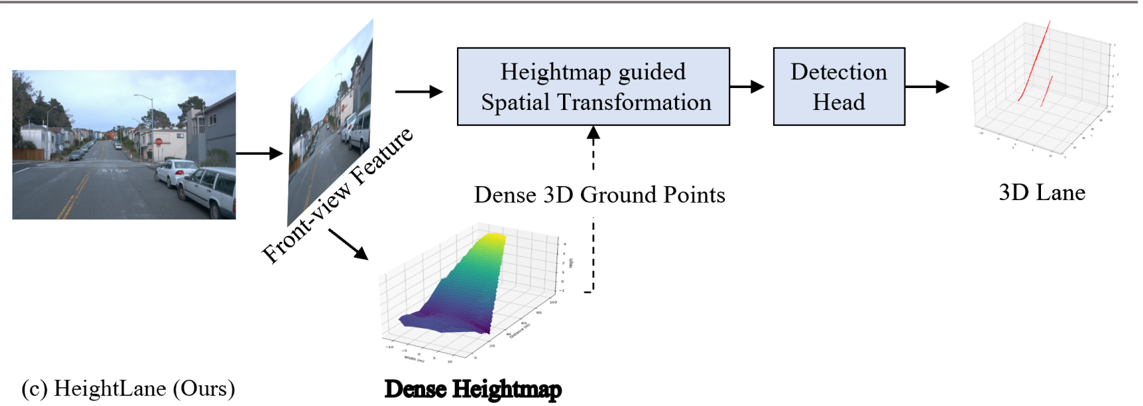 Heightmap guided
Spatial Transformation
Detection
Head
Front-view Feature
Dense 3D Ground Points
3D Lane
(c) HeightLane (Ours)
Dense Heightmap